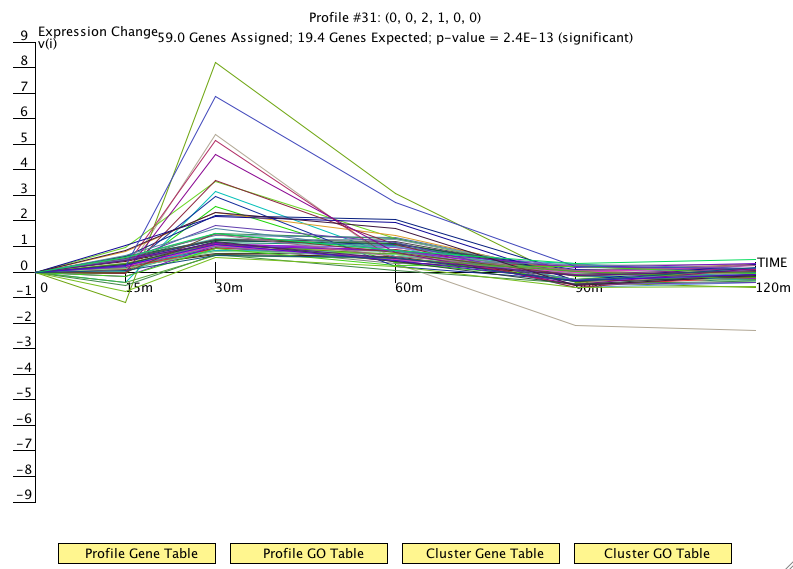 Profile #31: (0, 0, 2, 1, 0, 0)
Expression Change
v(i)
59.0 Genes Assigned; 19.4 Genes Expected; p-value = 2.4E-13 (significant)
9
8
7
6
5
4
3
2
1
0
-1
-2
-3
-4
-5
-6
-7
-8
-9
TIME
0 15m 30m 60m 90m 120m
Profile Gene Table
Profile GO Table
Cluster Gene Table
Cluster GO Table